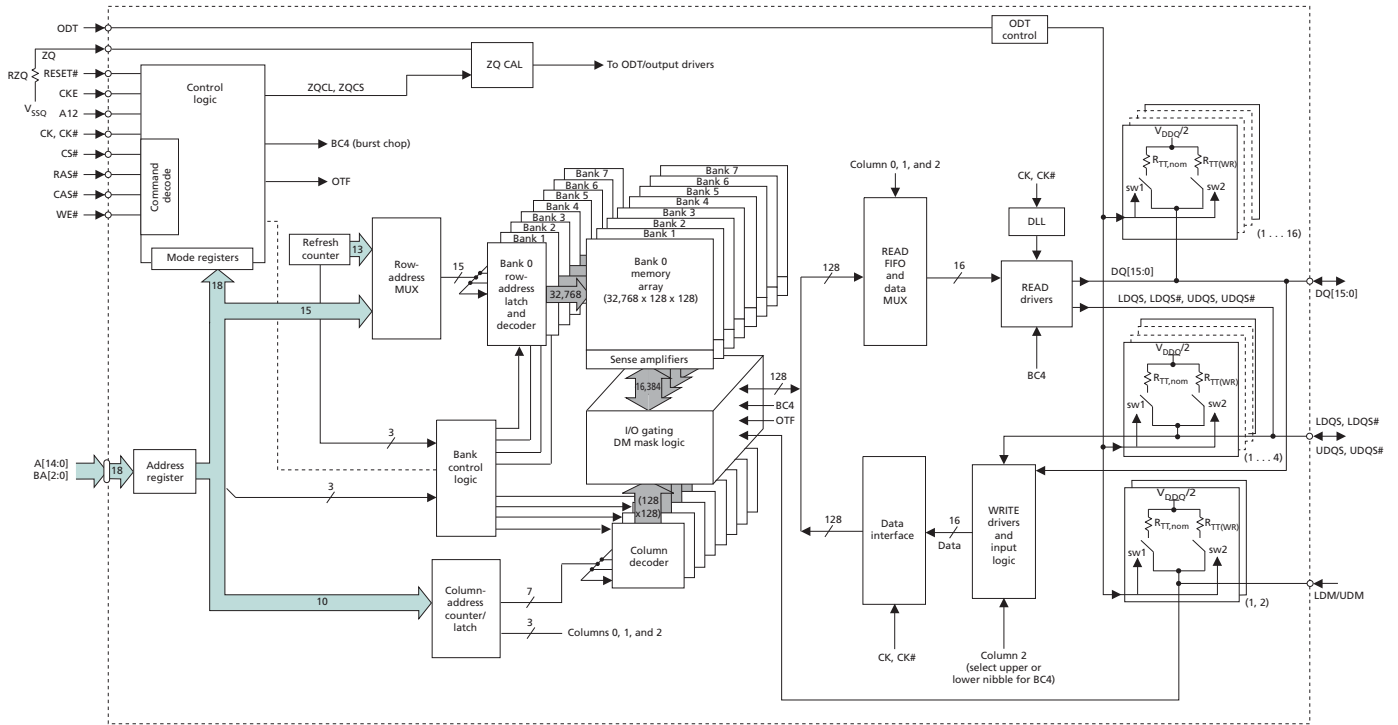 ODT
ODT
control
ZQ
RZQ
RESET#
CKE
VSSQ
A12
CK, CK#
CS#
RAS#
CAS#
WE#
Control
logic
Command
decode
Mode registers
ZQCL, ZQCS
ZQ CAL
To ODT/output drivers
BC4 (burst chop)
OTF
18
15
Refresh
counter
13
Row-
address
MUX
15
Bank 7
Bank 6
Bank 5
Bank 4
Bank 3
Bank 2
Bank 1
Bank 0
row-
address
latch
and
decoder
32,768
Bank 7
Bank 6
Bank 5
Bank 4
Bank 3
Bank 2
Bank 1
Bank 0
memory
array
(32,768 x 128 x 128)
Sense amplifiers
16,384
128
BC4
OTF
I/O gating
DM mask logic
(128
x128)
Column
decoder
A[14:0]
BA[2:0]
18
Address
register
3
3
Bank
control
logic
10
Column-
address
counter/
latch
7
3
Columns 0, 1, and 2
Column 0, 1, and 2
128
READ
FIFO
and
data
MUX
16
CK, CK#
DLL
READ
drivers
BC4
DQ[15:0]
LDQS, LDQS#, UDQS, UDQS#
128
Data
interface
16
Data
WRITE
drivers
and
input
logic
CK, CK#
Column 2
(select upper or
lower nibble for BC4)
VDDQ/2
RTT,nom
RTT(WR)
sw1
sw2
(1 . . . 16)
DQ[15:0]
VDDQ/2
RTT,nom
RTT(WR)
sw1
sw2
(1 . . . 4)
LDQS, LDQS#
UDQS, UDQS#
VDDQ/2
RTT,nom
RTT(WR)
sw1
sw2
(1, 2)
LDM/UDM